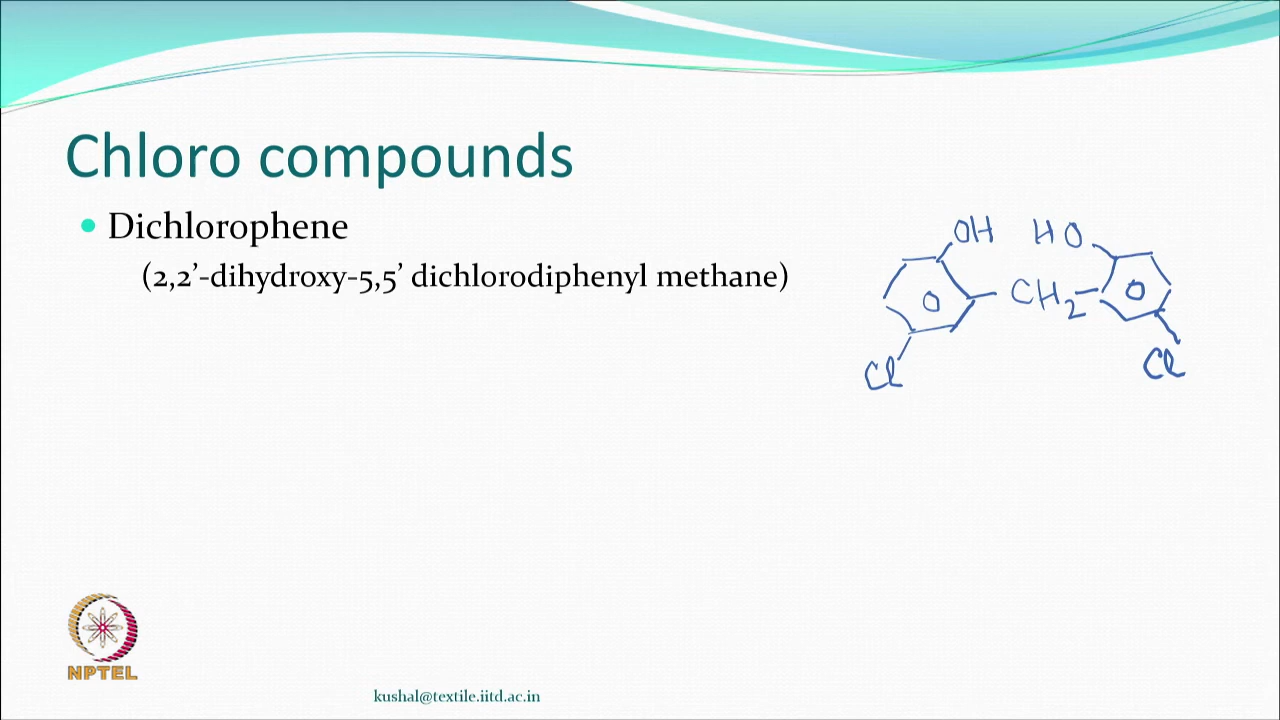 Chloro compounds
Dichlorophene
(2,2’-dihydroxy-5,5’ dichlorodiphenyl methane)
OH HO
CH2
Cl Cl
NPTEL
kushal@textile.iitd.ac.in